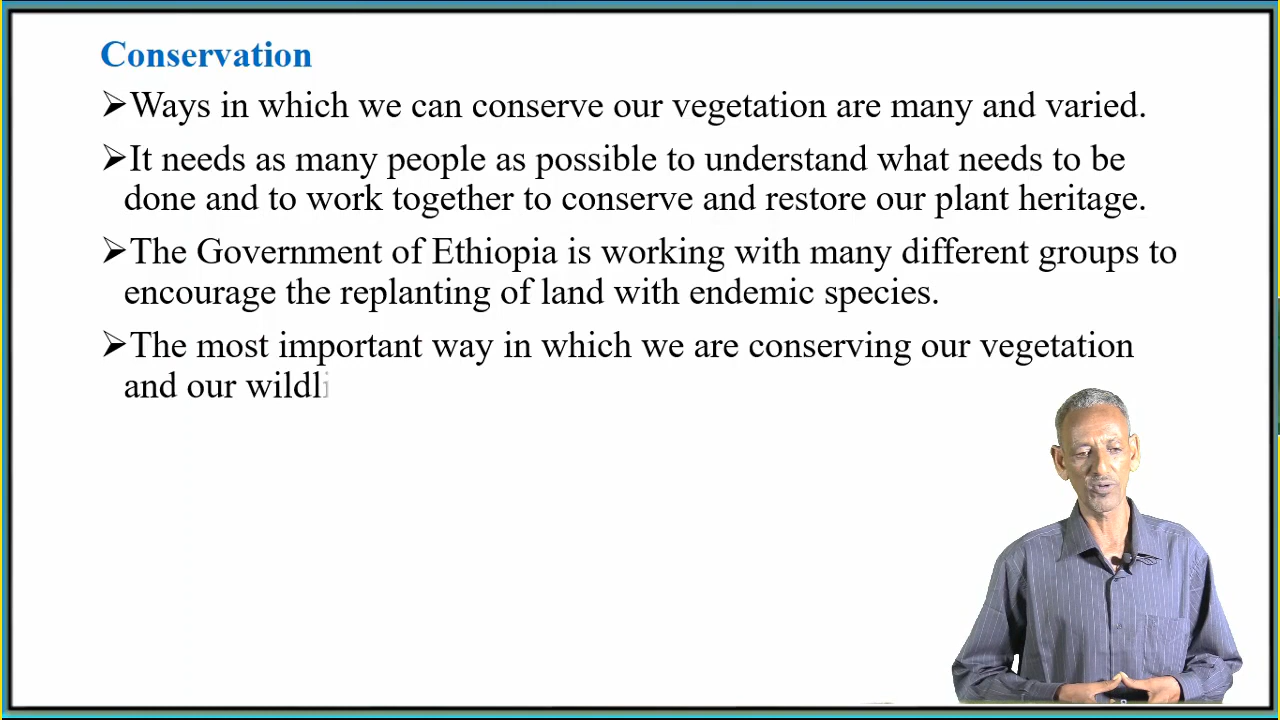 Conservation
➢Ways in which we can conserve our vegetation are many and varied.
➢It needs as many people as possible to understand what needs to be
done and to work together to conserve and restore our plant heritage.
➢The Government of Ethiopia is working with many different groups to
encourage the replanting of land with endemic species.
➢The most important way in which we are conserving our vegetation
and our wildli